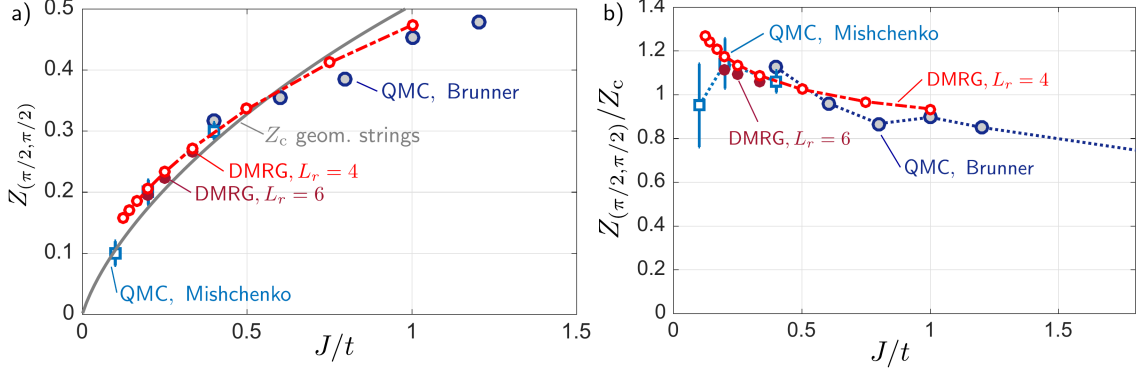 a)
0.5
0.4
0.3
0.2
0.1
0
0
0.5
1
1.5
Z(π/2,π/2)
J/t
QMC, Brunner
Zc geom. strings
DMRG, Lr = 4
DMRG, Lr = 6
QMC, Mishchenko
b)
1.4
1.2
1
0.8
0.6
0.4
0.2
0
0
0.5
1
1.5
Z(π/2,π/2)/Zc
J/t
QMC, Mishchenko
DMRG, Lr = 4
DMRG, Lr = 6
QMC, Brunner